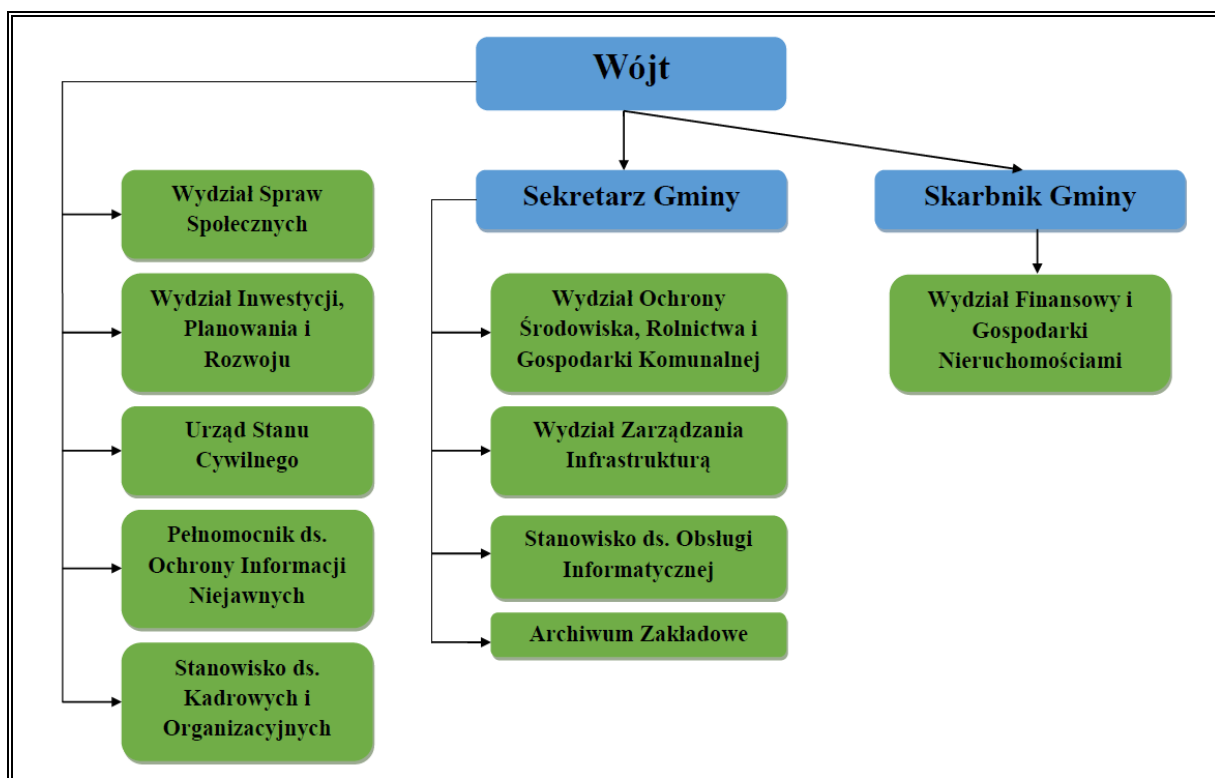 Wójt
Wydział Spraw
Społecznych
Wydział Inwestycji,
Planowania i
Rozwoju
Urząd Stanu
Cywilnego
Pełnomocnik ds.
Ochrony Informacji
Niejawnych
Stanowisko ds.
Kadrowych i
Organizacyjnych
Sekretarz Gminy
Wydział Ochrony
Środowiska, Rolnictwa i
Gospodarki Komunalnej
Wydział Zarządzania
Infrastrukturą
Stanowisko ds. Obsługi
Informatycznej
Archiwum Zakładowe
Skarbnik Gminy
Wydział Finansowy i
Gospodarki
Nieruchomościami